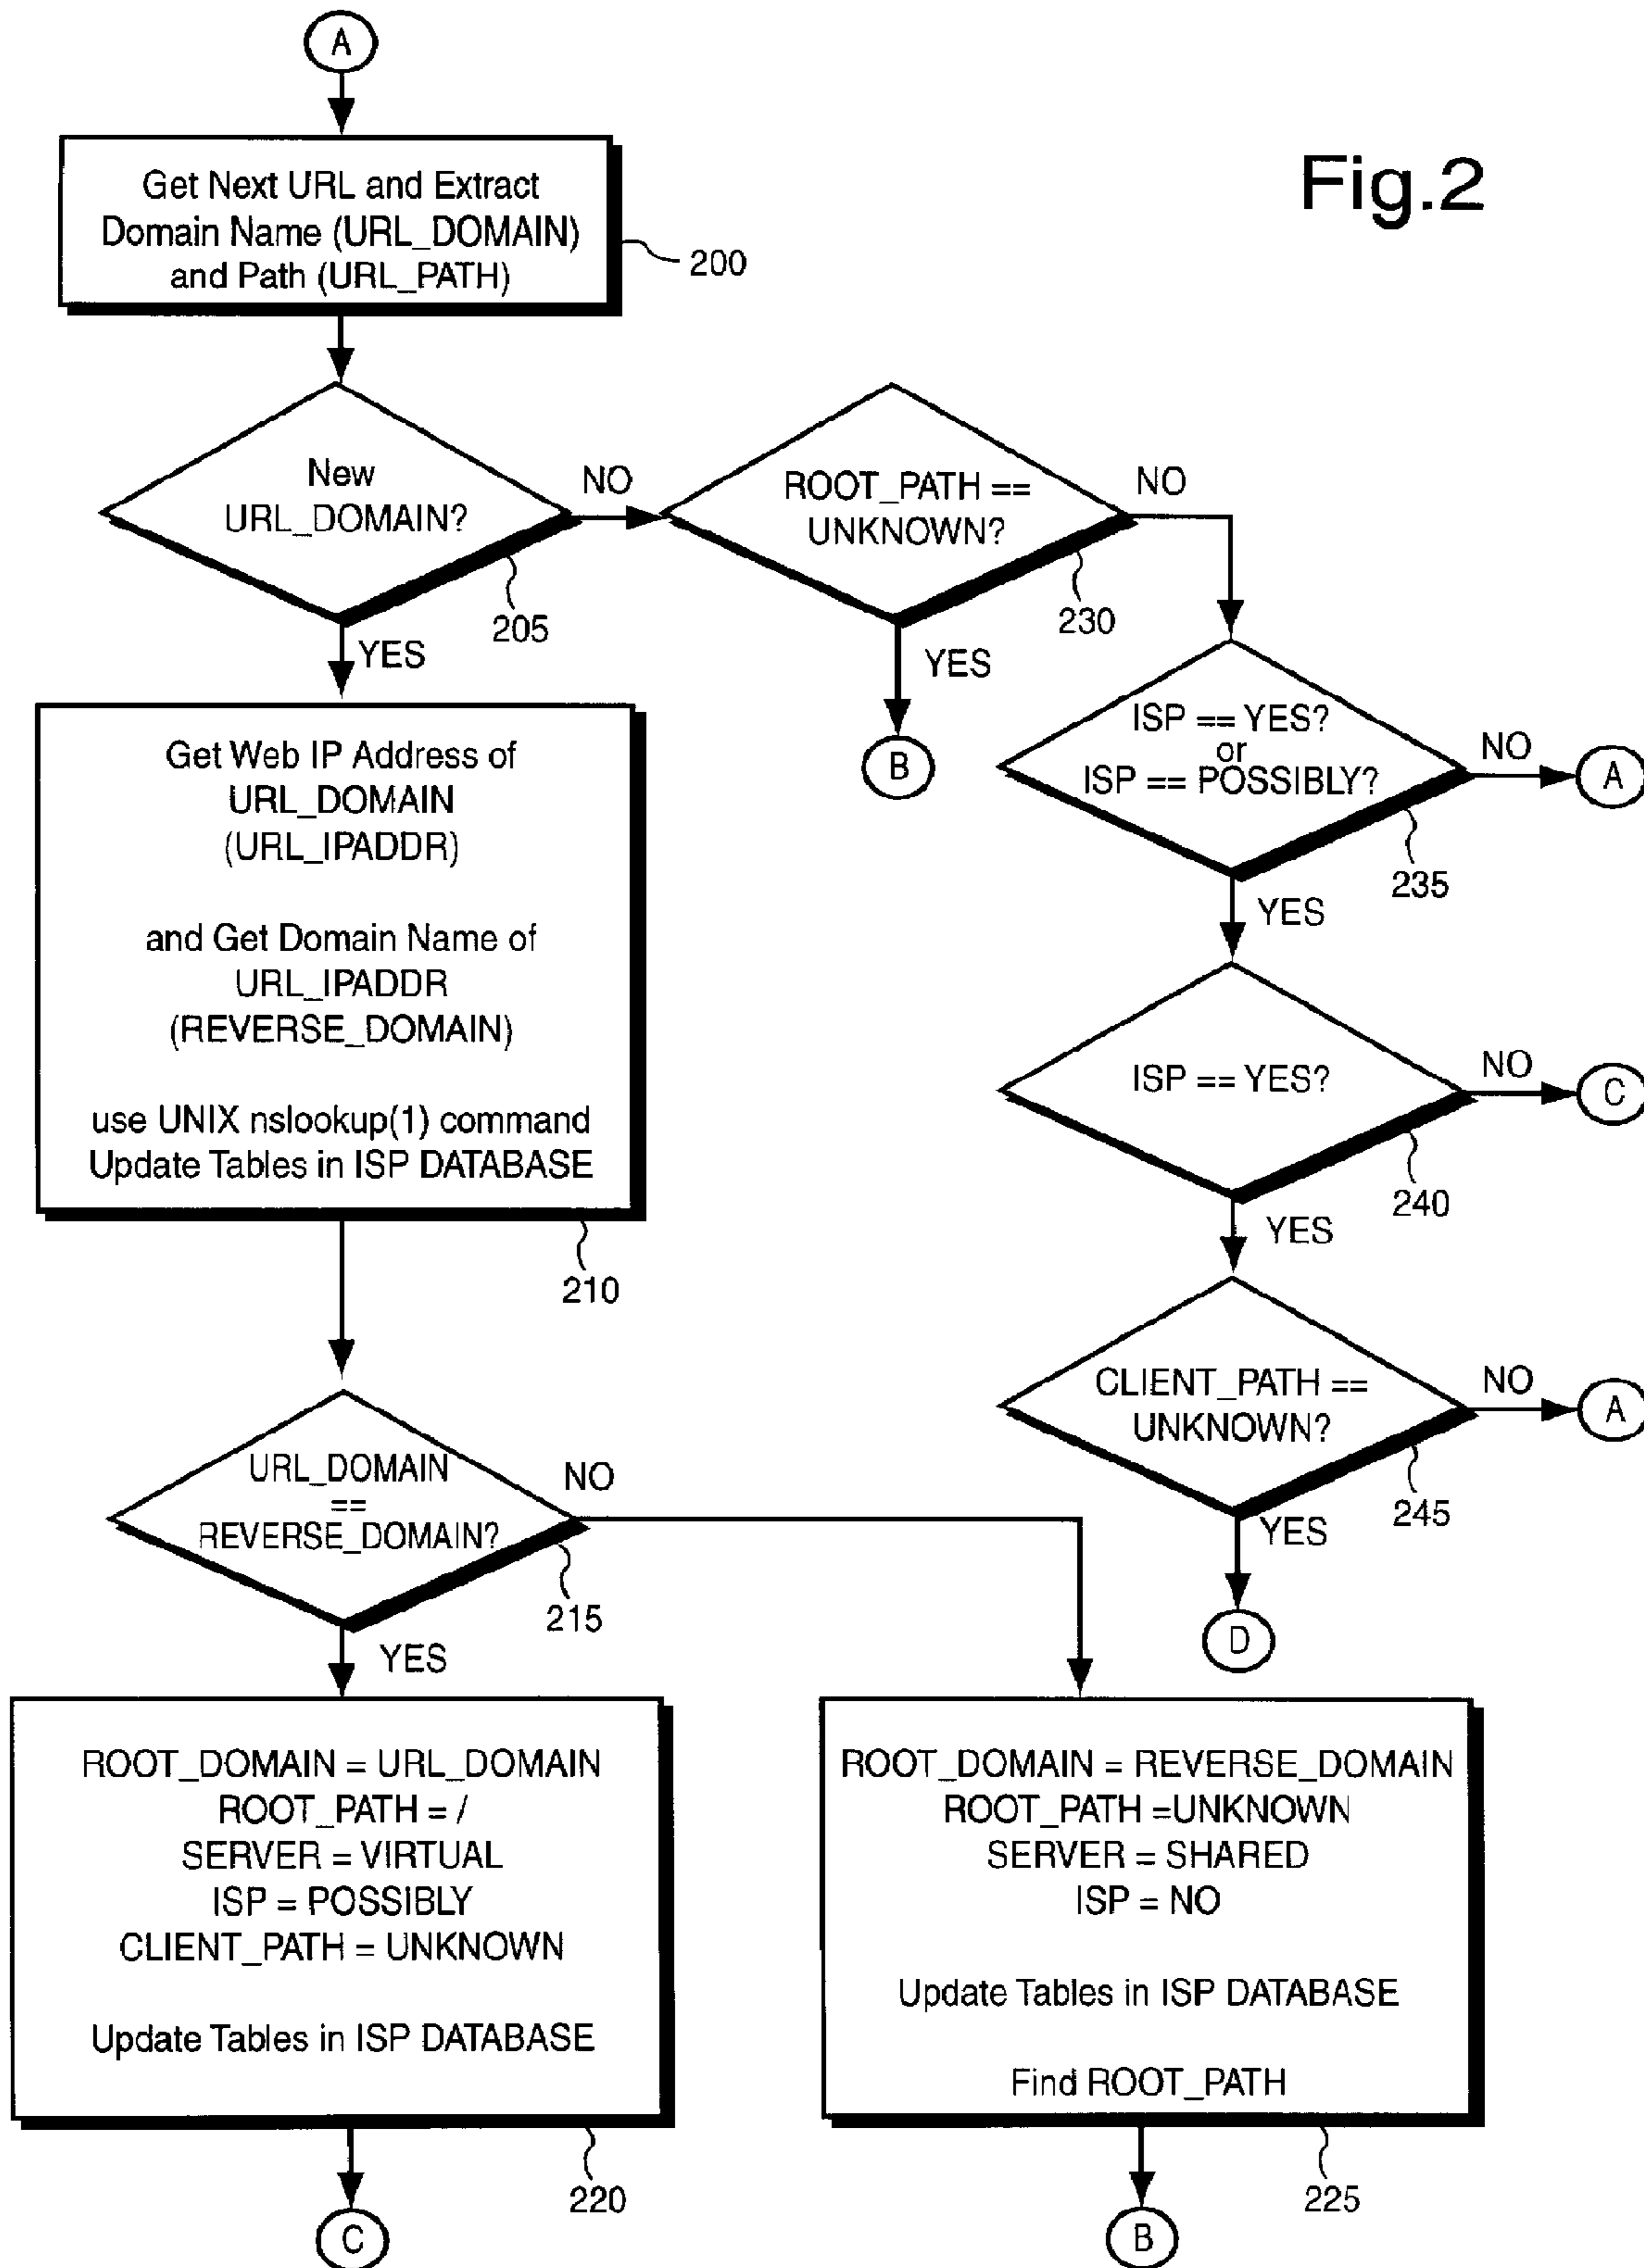 A
Fig.2
Get Next URL and Extract
Domain Name (URL_DOMAIN)
and Path (URL_PATH)
200
New
URL_DOMAIN?
205
NO
YES
ROOT_PATH ==
UNKNOWN?
230
NO
YES
B
ISP == YES?
or
ISP == POSSIBLY?
235
NO
A
YES
ISP == YES?
240
NO
C
YES
CLIENT_PATH ==
UNKNOWN?
245
NO
A
YES
D
Get Web IP Address of
URL_DOMAIN
(URL_IPADDR)
and Get Domain Name of
URL_IPADDR
(REVERSE_DOMAIN)
use UNIX nslookup(1) command
Update Tables in ISP DATABASE
210
URL_DOMAIN
==
REVERSE_DOMAIN?
215
NO
YES
ROOT_DOMAIN = URL_DOMAIN
ROOT_PATH = /
SERVER = VIRTUAL
ISP = POSSIBLY
CLIENT_PATH = UNKNOWN
Update Tables in ISP DATABASE
220
C
ROOT_DOMAIN = REVERSE_DOMAIN
ROOT_PATH =UNKNOWN
SERVER = SHARED
ISP = NO
Update Tables in ISP DATABASE
Find ROOT_PATH
225
B